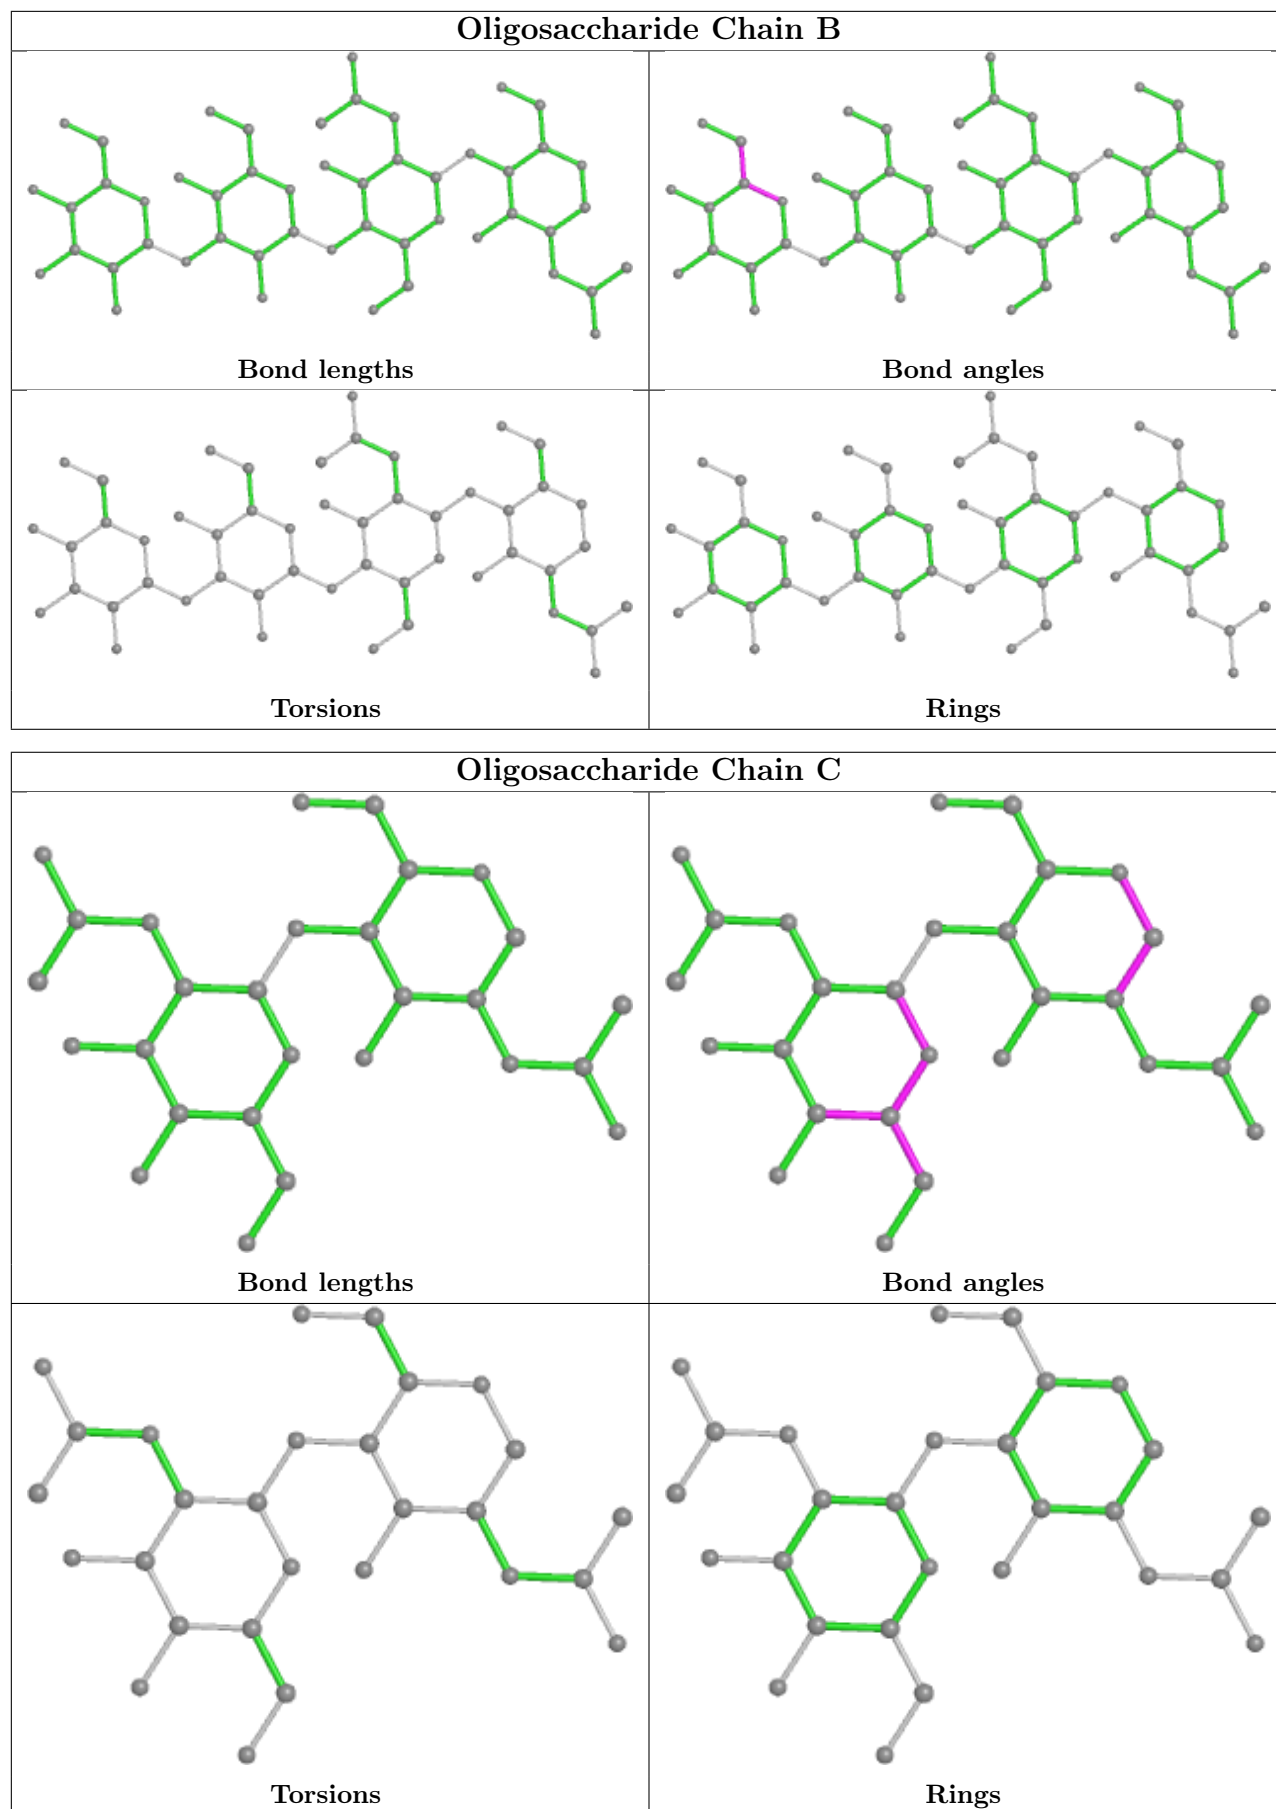 Oligosaccharide Chain B
Bond lengths
Bond angles
Torsions
Rings
Oligosaccharide Chain C
Bond lengths
Bond angles
Torsions
Rings